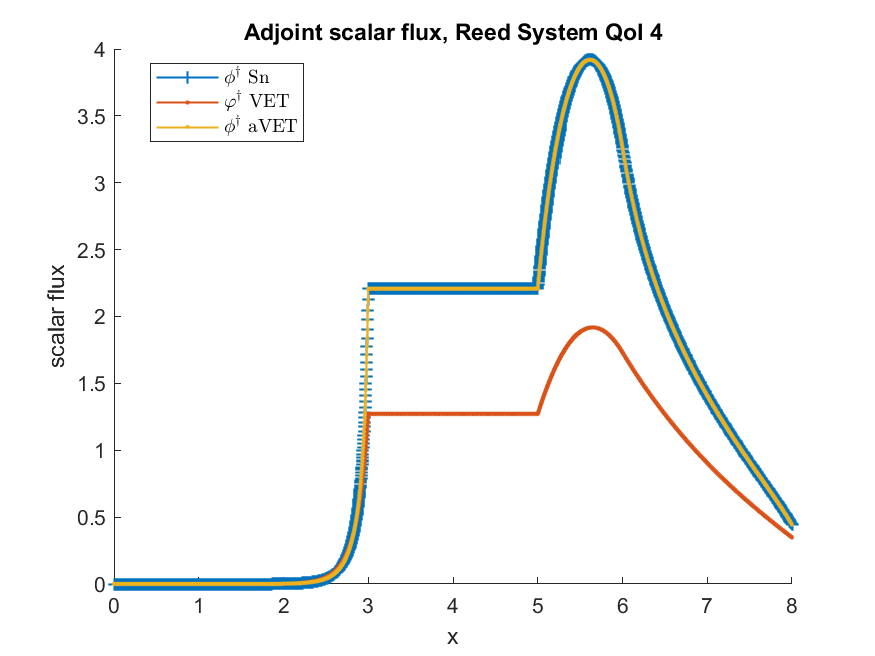 Adjoint scalar flux, Reed System QoI 4
ϕ† Sn
φ† VET
ϕ† aVET
scalar flux
4
3.5
3
2.5
2
1.5
1
0.5
0
0 1 2 3 4 5 6 7 8
x